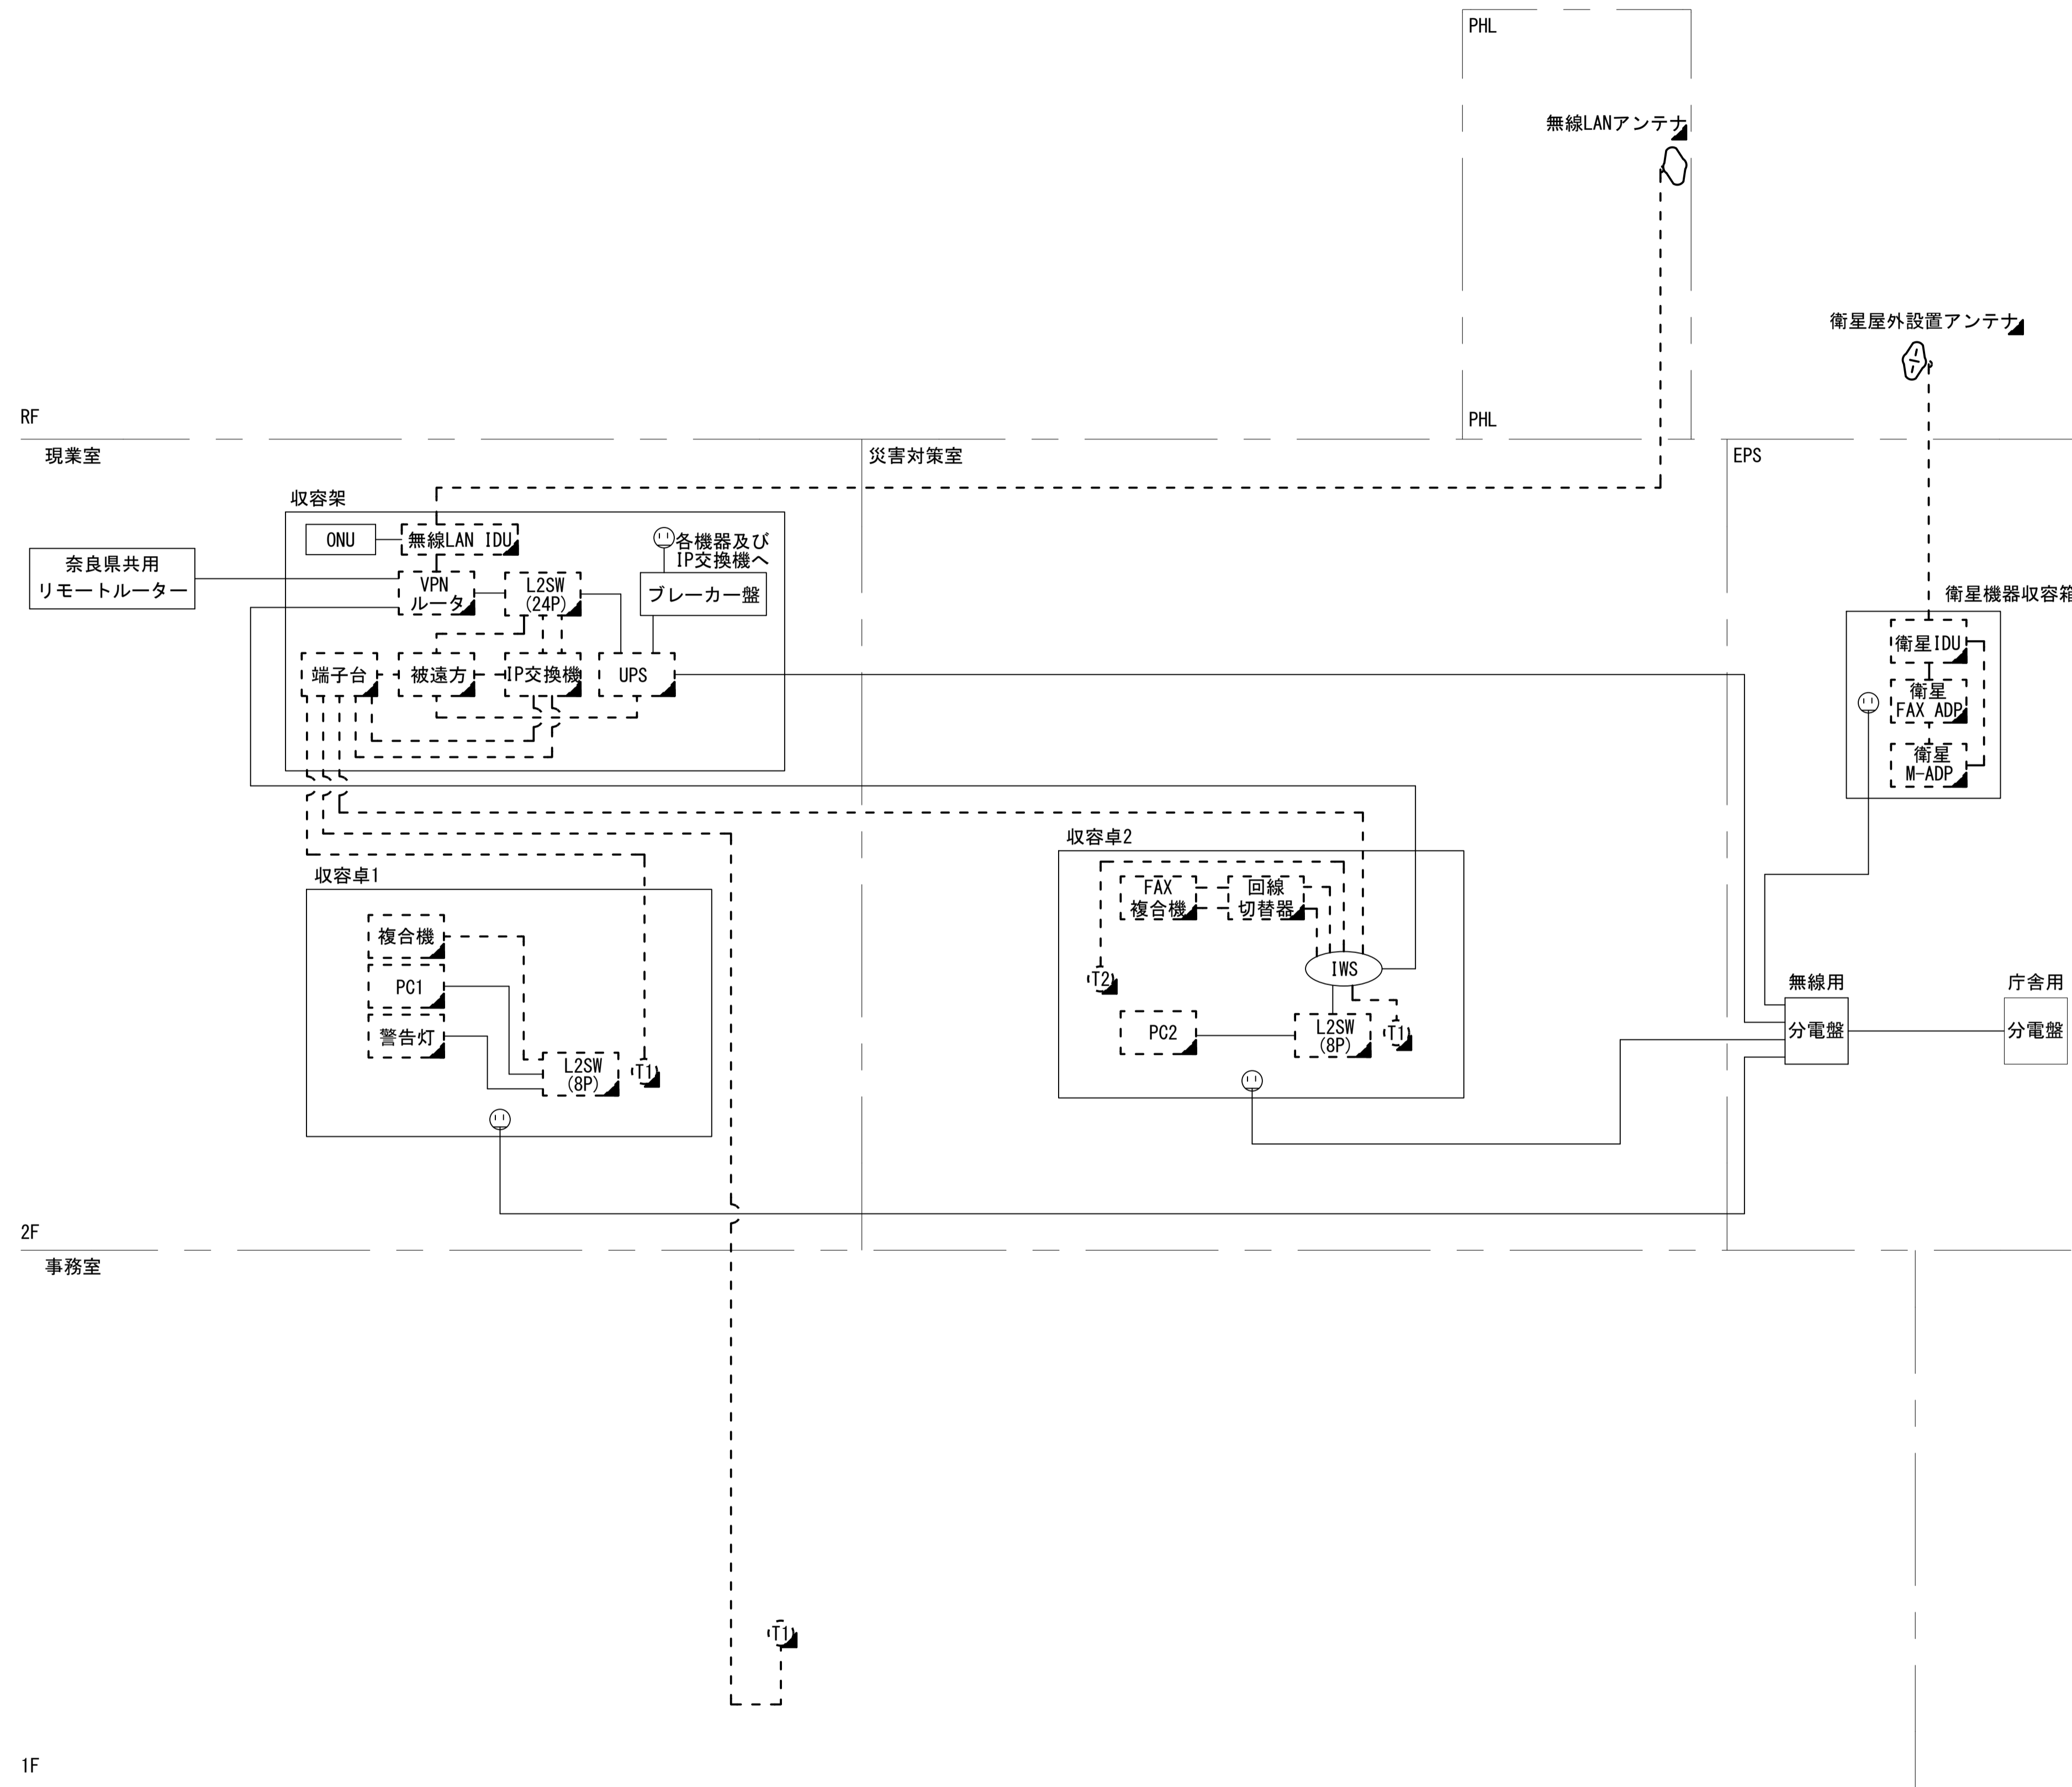 PHL
無線LANアンテナ
衛星屋外設置アンテナ
RF
PHL
現業室
災害対策室
EPS
収容架
ONU
無線LAN IDU
各機器及び
IP交換機へ
奈良県共用
リモートルーター
VPN
ルータ
L2SW
(24P)
ブレーカー盤
衛星機器収容箱
衛星IDU
端子台
被遠方
IP交換機
UPS
衛星
FAX ADP
衛星
M-ADP
収容卓2
収容卓1
FAX
複合機
回線
切替器
複合機
IWS
T2
PC1
無線用
分電盤
庁舎用
分電盤
PC2
L2SW
(8P)
T1
警告灯
L2SW
(8P)
T1
2F
事務室
T1
1F